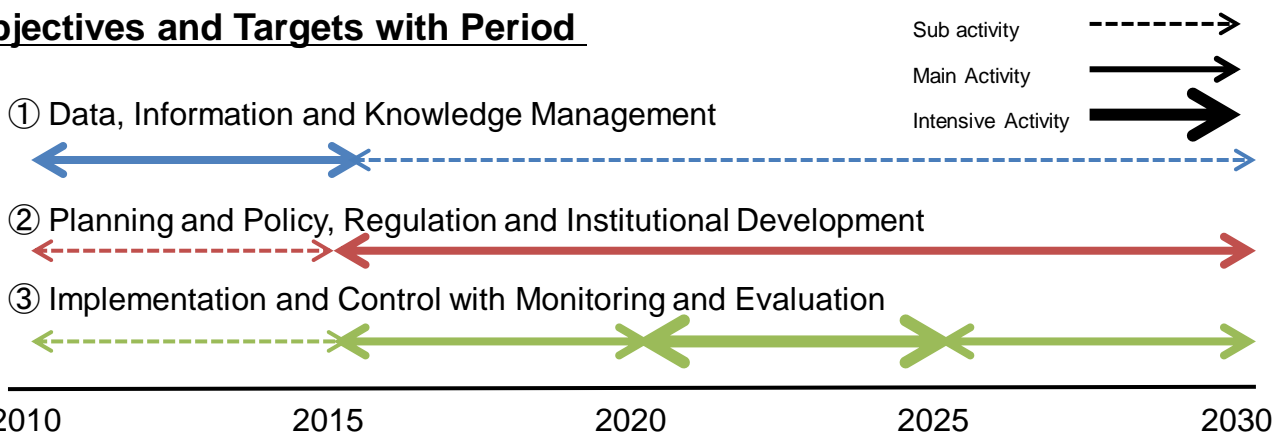 bjectives and Targets with Period
Sub activity
Main Activity
Intensive Activity
① Data, Information and Knowledge Management
② Planning and Policy, Regulation and Institutional Development
③ Implementation and Control with Monitoring and Evaluation
2010 2015 2020 2025 2030